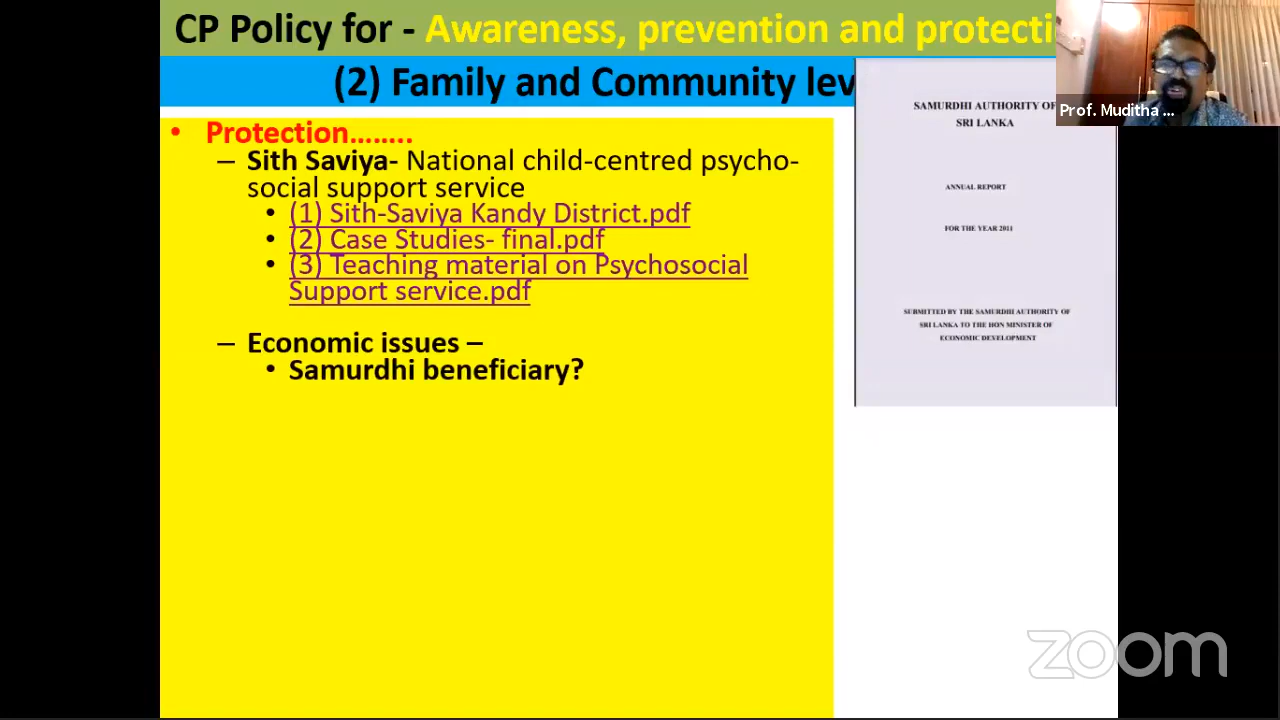 CP Policy for - Awareness, prevention and protecti
(2) Family and Community lev
• Protection……..
– Sith Saviya- National child-centred psycho-
social support service
• (1) Sith-Saviya Kandy District.pdf
• (2) Case Studies- final.pdf
• (3) Teaching material on Psychosocial
Support service.pdf
– Economic issues –
• Samurdhi beneficiary?
SAMURDHI AUTHORITY OF
SRI LANKA
ANNUAL REPORT
FOR THE YEAR 2011
SUBMITTED BY THE SAMURDHI AUTHORITY OF
SRI LANKA TO THE HON MINISTER OF
ECONOMIC DEVELOPMENT
Prof. Muditha ...
zoom